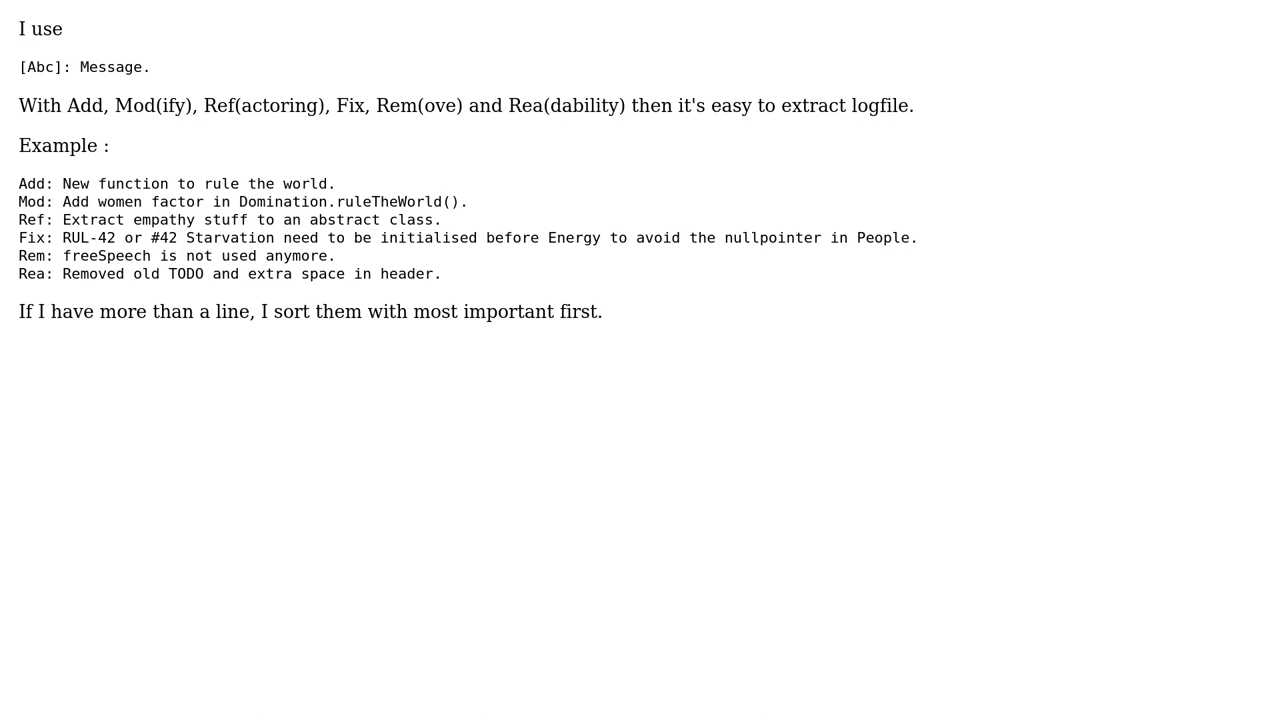 I use
[Abc]: Message.
With Add, Mod(ify), Ref(actoring), Fix, Rem(ove) and Rea(dability) then it's easy to extract logfile.
Example :
Add: New function to rule the world.
Mod: Add women factor in Domination.ruleTheWorld().
Ref: Extract empathy stuff to an abstract class.
Fix: RUL-42 or #42 Starvation need to be initialised before Energy to avoid the nullpointer in People.
Rem: freeSpeech is not used anymore.
Rea: Removed old TODO and extra space in header.
If I have more than a line, I sort them with most important first.